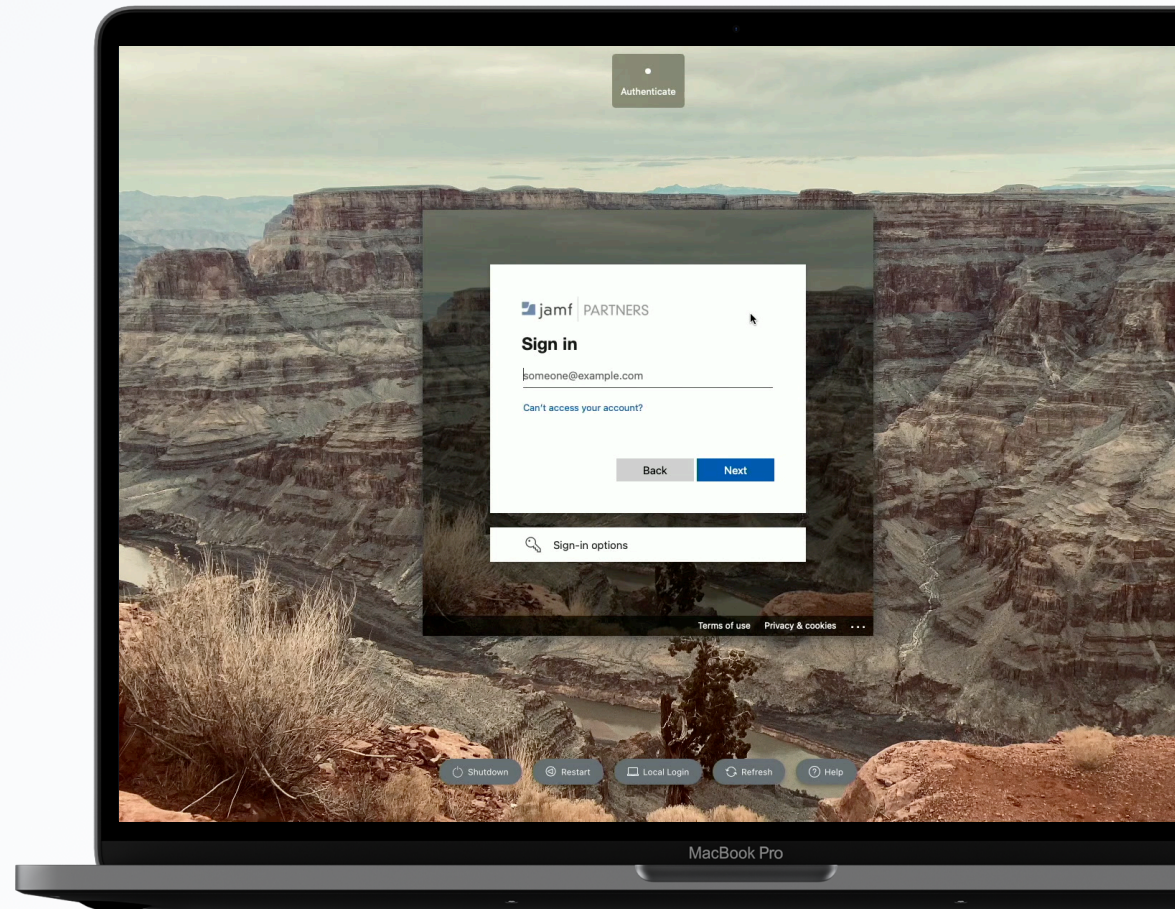 Authenticate
jamf PARTNERS
Sign in
someone@example.com
Can't access your account?
Back Next
Sign-in options
Terms of use Privacy & cookies ...
Shutdown Restart Local Login Refresh Help
MacBook Pro